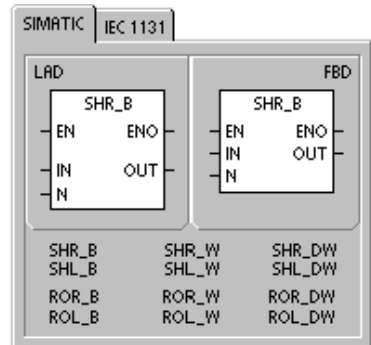 SIMATIC IEC 1131
LAD FBD
SHR_B SHR_B
EN ENO EN ENO
IN OUT IN OUT
N N
SHR_B SHR_W SHR_DW
SHL_B SHL_W SHL_DW
ROR_B ROR_W ROR_DW
ROL_B ROL_W ROL_DW